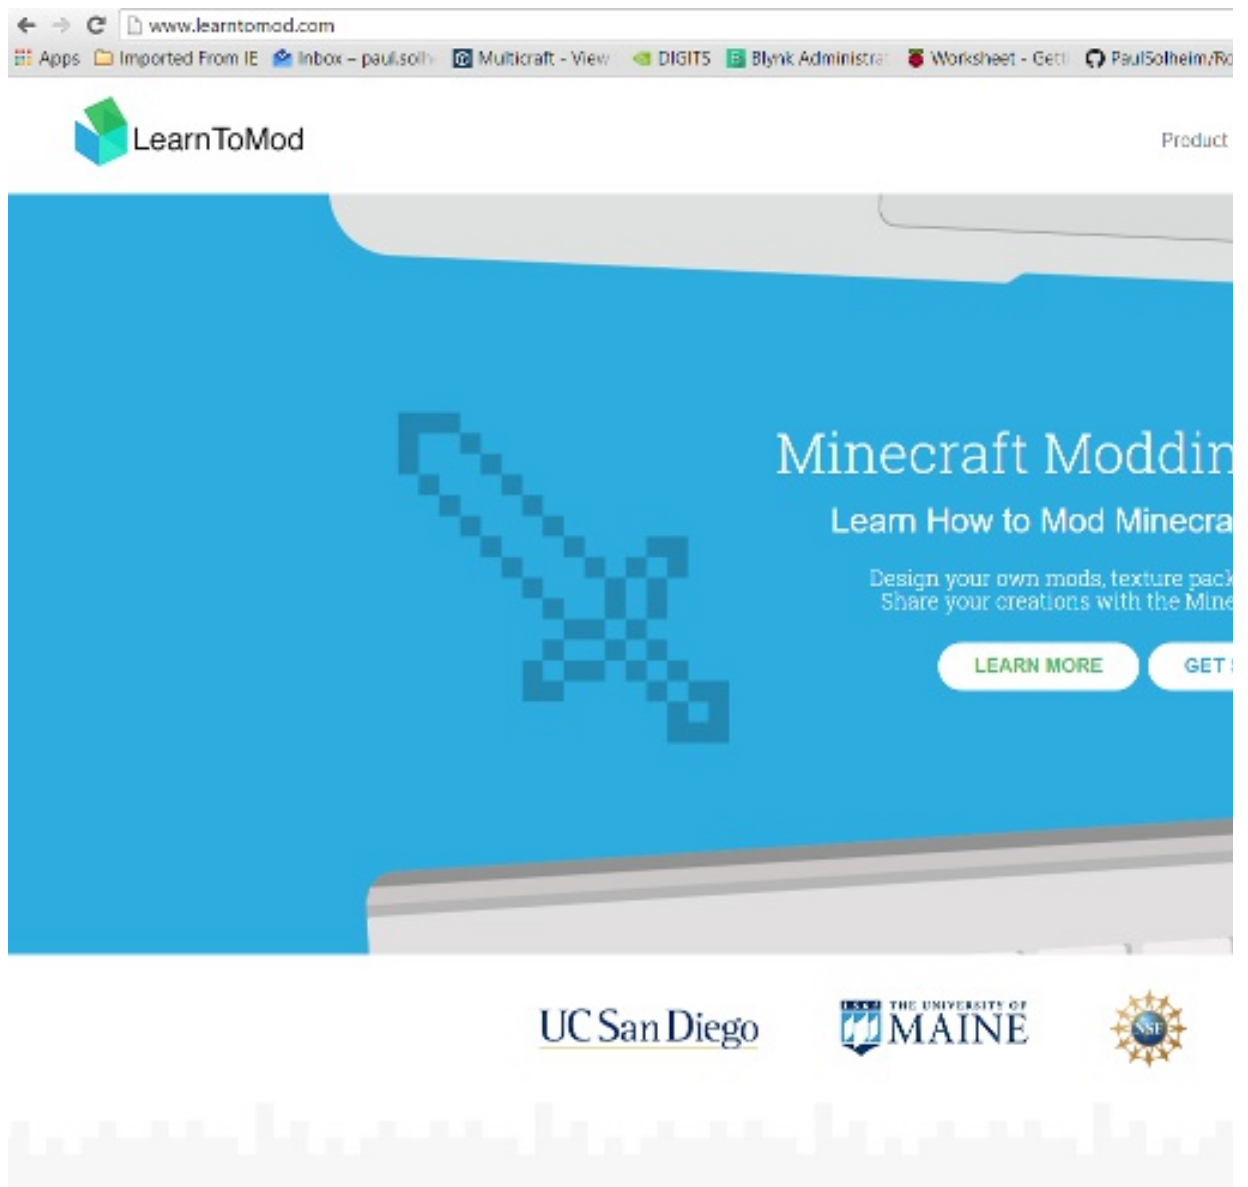 www.learntomod.com
Apps Imported From IE Inbox – paul.solh Multicraft - View DIGITS Blynk Administrat Worksheet - Getti PaulSolheim/Ro
LearnToMod
Product
Minecraft Moddin
Learn How to Mod Minecra
Design your own mods, texture pack
Share your creations with the Mine
LEARN MORE GET S
UC San Diego
THE UNIVERSITY OF
MAINE
NSF